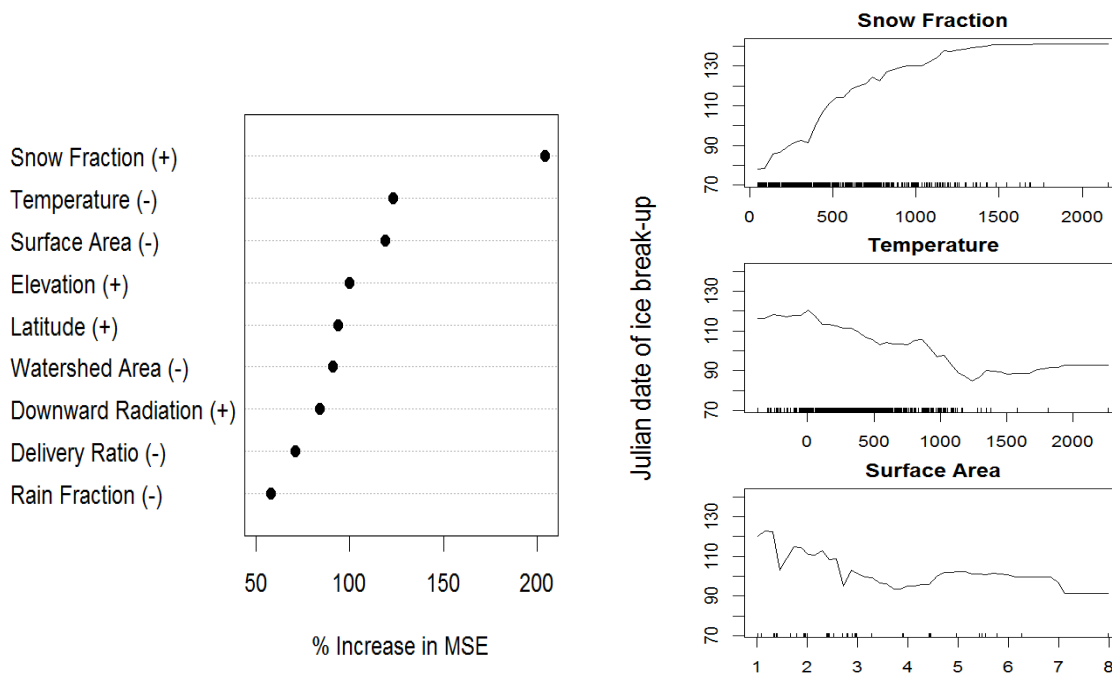 Snow Fraction (+)
Temperature (-)
Surface Area (-)
Elevation (+)
Latitude (+)
Watershed Area (-)
Downward Radiation (+)
Delivery Ratio (-)
Rain Fraction (-)
50 100 150 200
% Increase in MSE
Julian date of ice break-up
Snow Fraction
130
110
90
70
0 500 1000 1500 2000
Temperature
130
110
90
70
0 500 1000 1500 2000
Surface Area
130
110
90
70
1 2 3 4 5 6 7 8